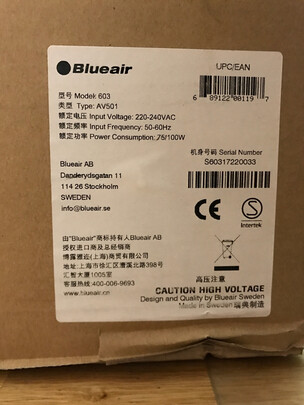 Blueair
UPC/EAN
型号 Model: 603
类型 Type: AV501
额定电压 Input Voltage: 220-240VAC
额定频率 Input Frequency: 50-60Hz
额定功率 Power Consumption: 75/100W
6 89122 00119 7
机身号码 Serial Number
S60317220033
Blueair AB
Danderydsgatan 11
114 26 Stockholm
SWEDEN
info@blueair.se
CE
S
Intertek
由"Blueair"商标持有人Blueair AB
授权进口商及总经销商
博露雅远(上海)商贸有限公司
地址:上海市徐汇区漕溪北路398号
汇智大厦1005室
客服热线: 400-006-9693
www.blueair.cn
高压注意
CAUTION HIGH VOLTAGE
Design and Quality by Blueair Sweden
Made in Sweden 瑞典制造